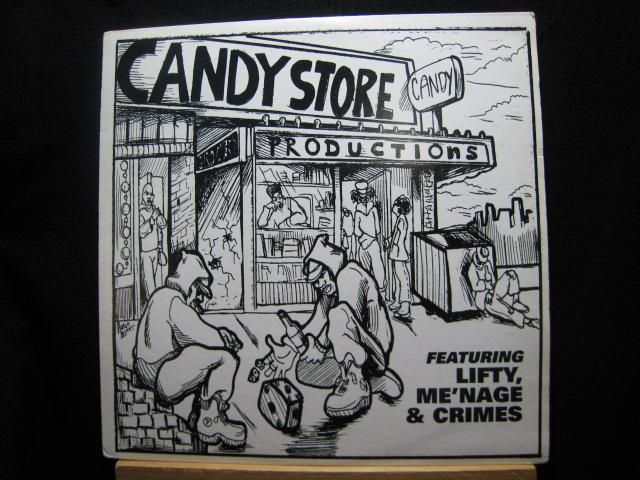 CANDY STORE
CANDY
PRODUCTIONS
FEATURING
LIFTY,
ME'NAGE
& CRIMES